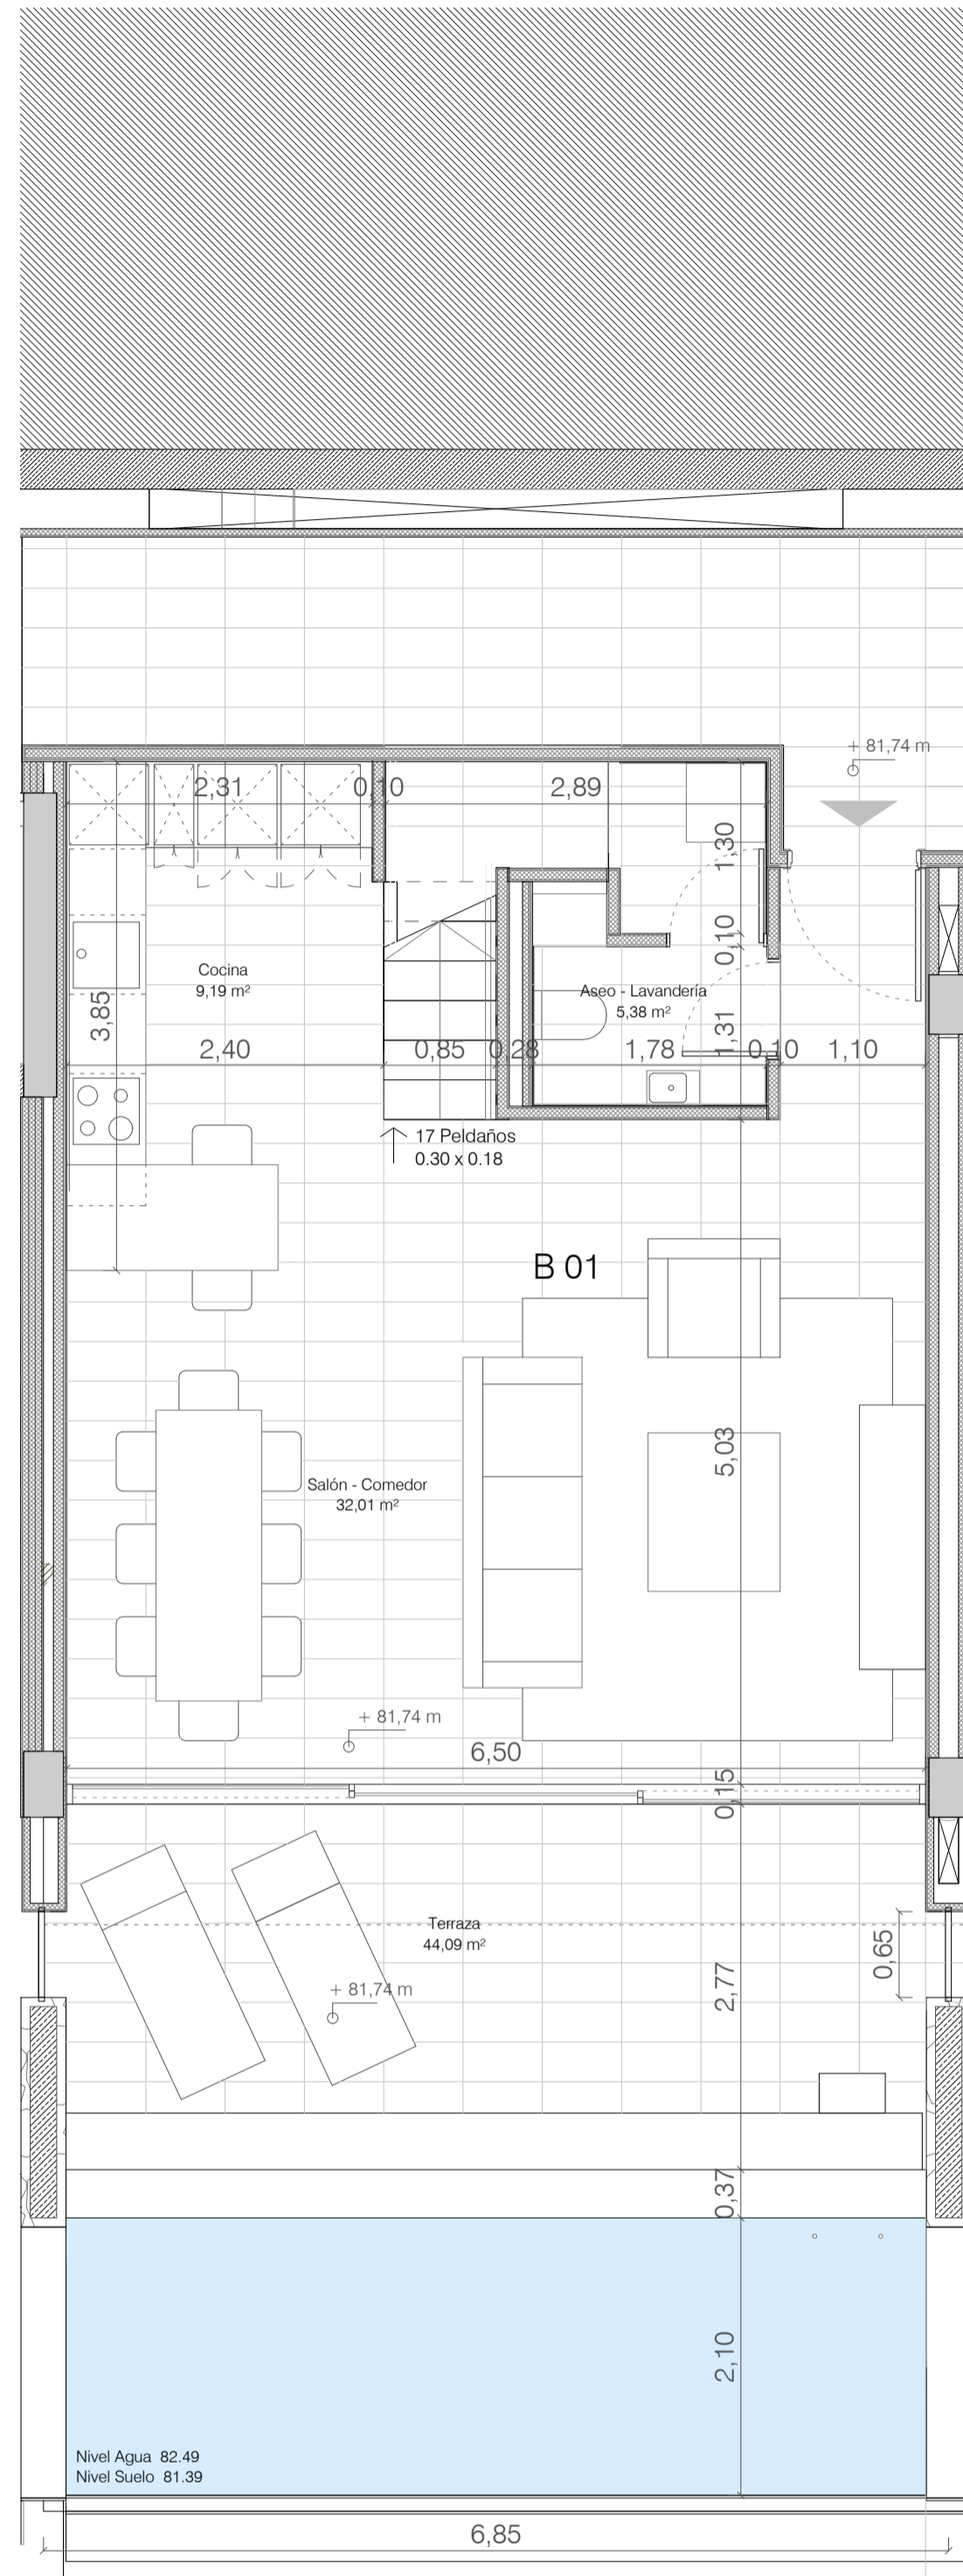 + 81,74 m
2,31
0,10
2,89
1,30
0,10
Cocina
9,19 m²
Aseo - Lavandería
5,38 m²
3,85
1,31
2,40
0,85
0,28
1,78
0,10
1,10
17 Peldaños
0.30 x 0.18
B 01
5,03
Salón - Comedor
32,01 m²
+ 81,74 m
6,50
0,15
Terraza
44,09 m²
0,65
+ 81,74 m
2,77
0,37
2,10
Nivel Agua 82.49
Nivel Suelo 81.39
6,85